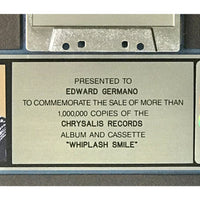 PRESENTED TO
EDWARD GERMANO
TO COMMEMORATE THE SALE OF MORE THAN
1,000,000 COPIES OF THE
CHRYSALIS RECORDS
ALBUM AND CASSETTE
"WHIPLASH SMILE"